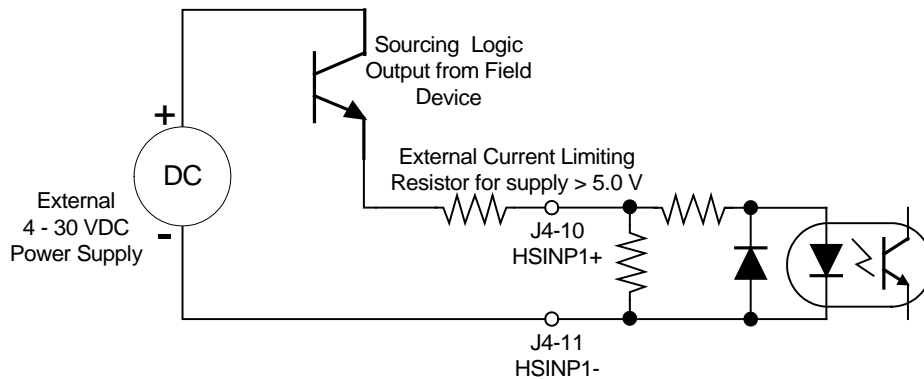 Sourcing Logic
Output from Field
Device
+
DC
-
External
4 - 30 VDC
Power Supply
External Current Limiting
Resistor for supply > 5.0 V
J4-10
HSINP1+
J4-11
HSINP1-